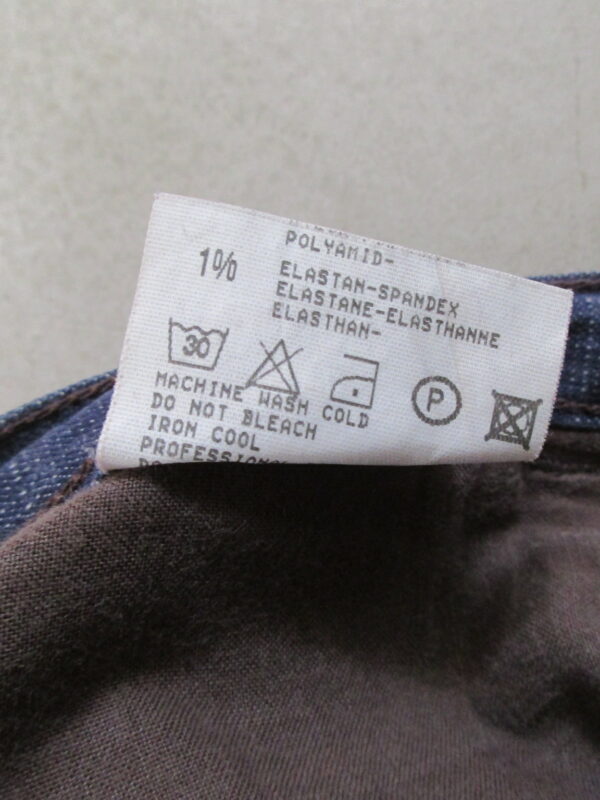 POLYAMID-
1% ELASTAN-SPANDEX
ELASTANE-ELASTHANNE
ELASTHAN-
30
P
MACHINE WASH COLD
DO NOT BLEACH
IRON COOL